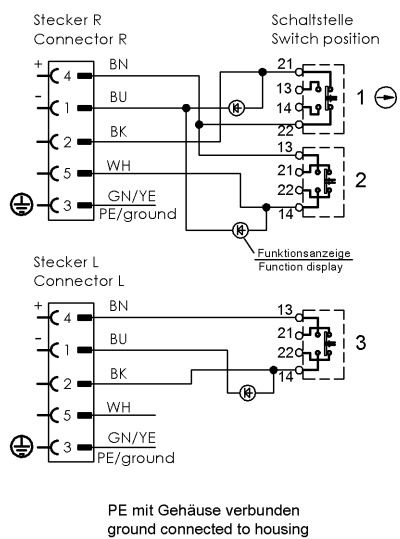 Stecker R
Connector R
Schaltstelle
Switch position
+ 4 BN
- 1 BU
2 BK
5 WH
3 GN/YE
PE/ground
21
13
14
22
1
13
21
22
14
2
Funktionsanzeige
Function display
Stecker L
Connector L
+ 4 BN
- 1 BU
2 BK
5 WH
3 GN/YE
PE/ground
13
21
22
14
3
PE mit Gehäuse verbunden
ground connected to housing